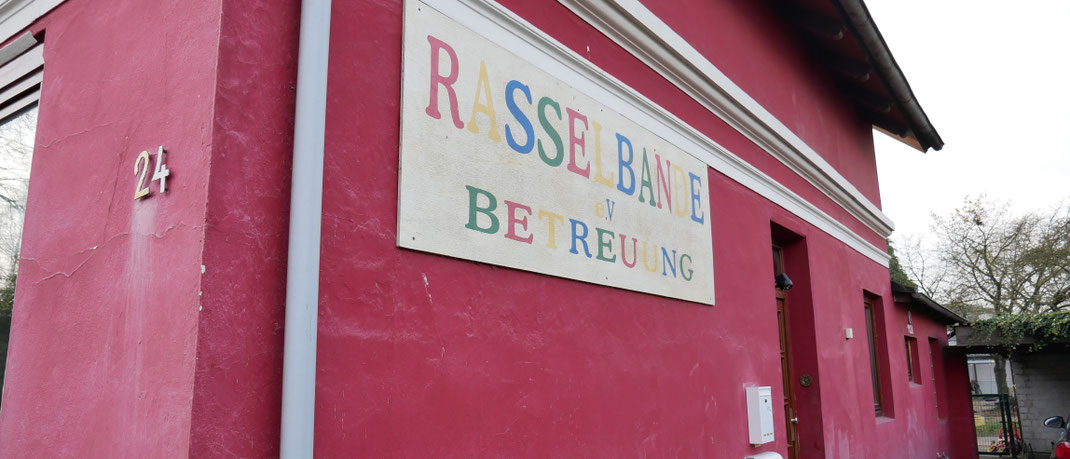 24
RASSELBANDE
e.V
BETREUUNG